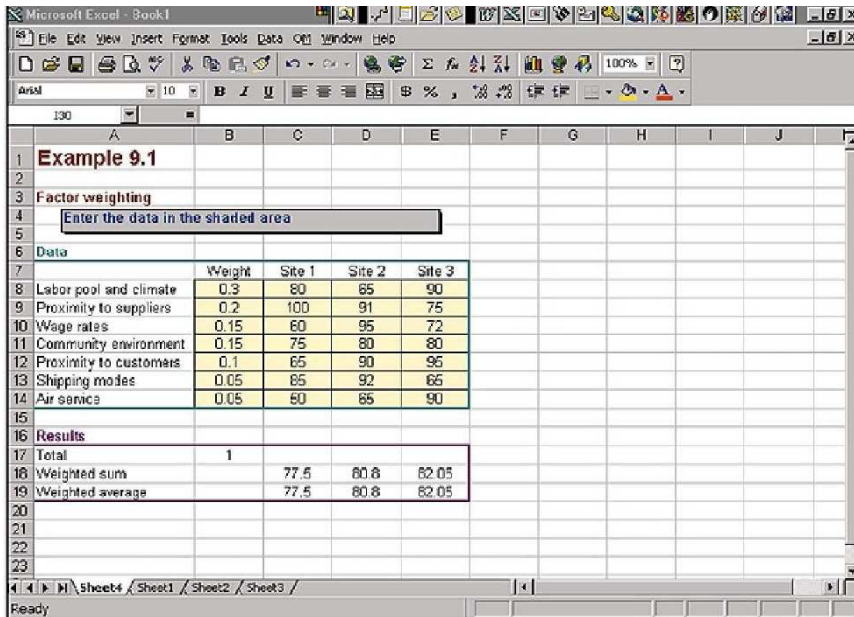 Microsoft Excel - Book1
File Edit View Insert Format Tools Data OM Window Help
100%
Arial 10 B I U $ % ,
I30 =
A B C D E F G H I J
1 Example 9.1
2
3 Factor weighting
4 Enter the data in the shaded area
5
6 Data
7 Weight Site 1 Site 2 Site 3
8 Labor pool and climate 0.3 80 65 90
9 Proximity to suppliers 0.2 100 91 75
10 Wage rates 0.15 60 95 72
11 Community environment 0.15 75 80 80
12 Proximity to customers 0.1 65 90 95
13 Shipping modes 0.05 85 92 65
14 Air service 0.05 50 65 90
15
16 Results
17 Total 1
18 Weighted sum 77.5 80.8 82.05
19 Weighted average 77.5 80.8 82.05
20
21
22
23
Sheet4 Sheet1 Sheet2 Sheet3
Ready